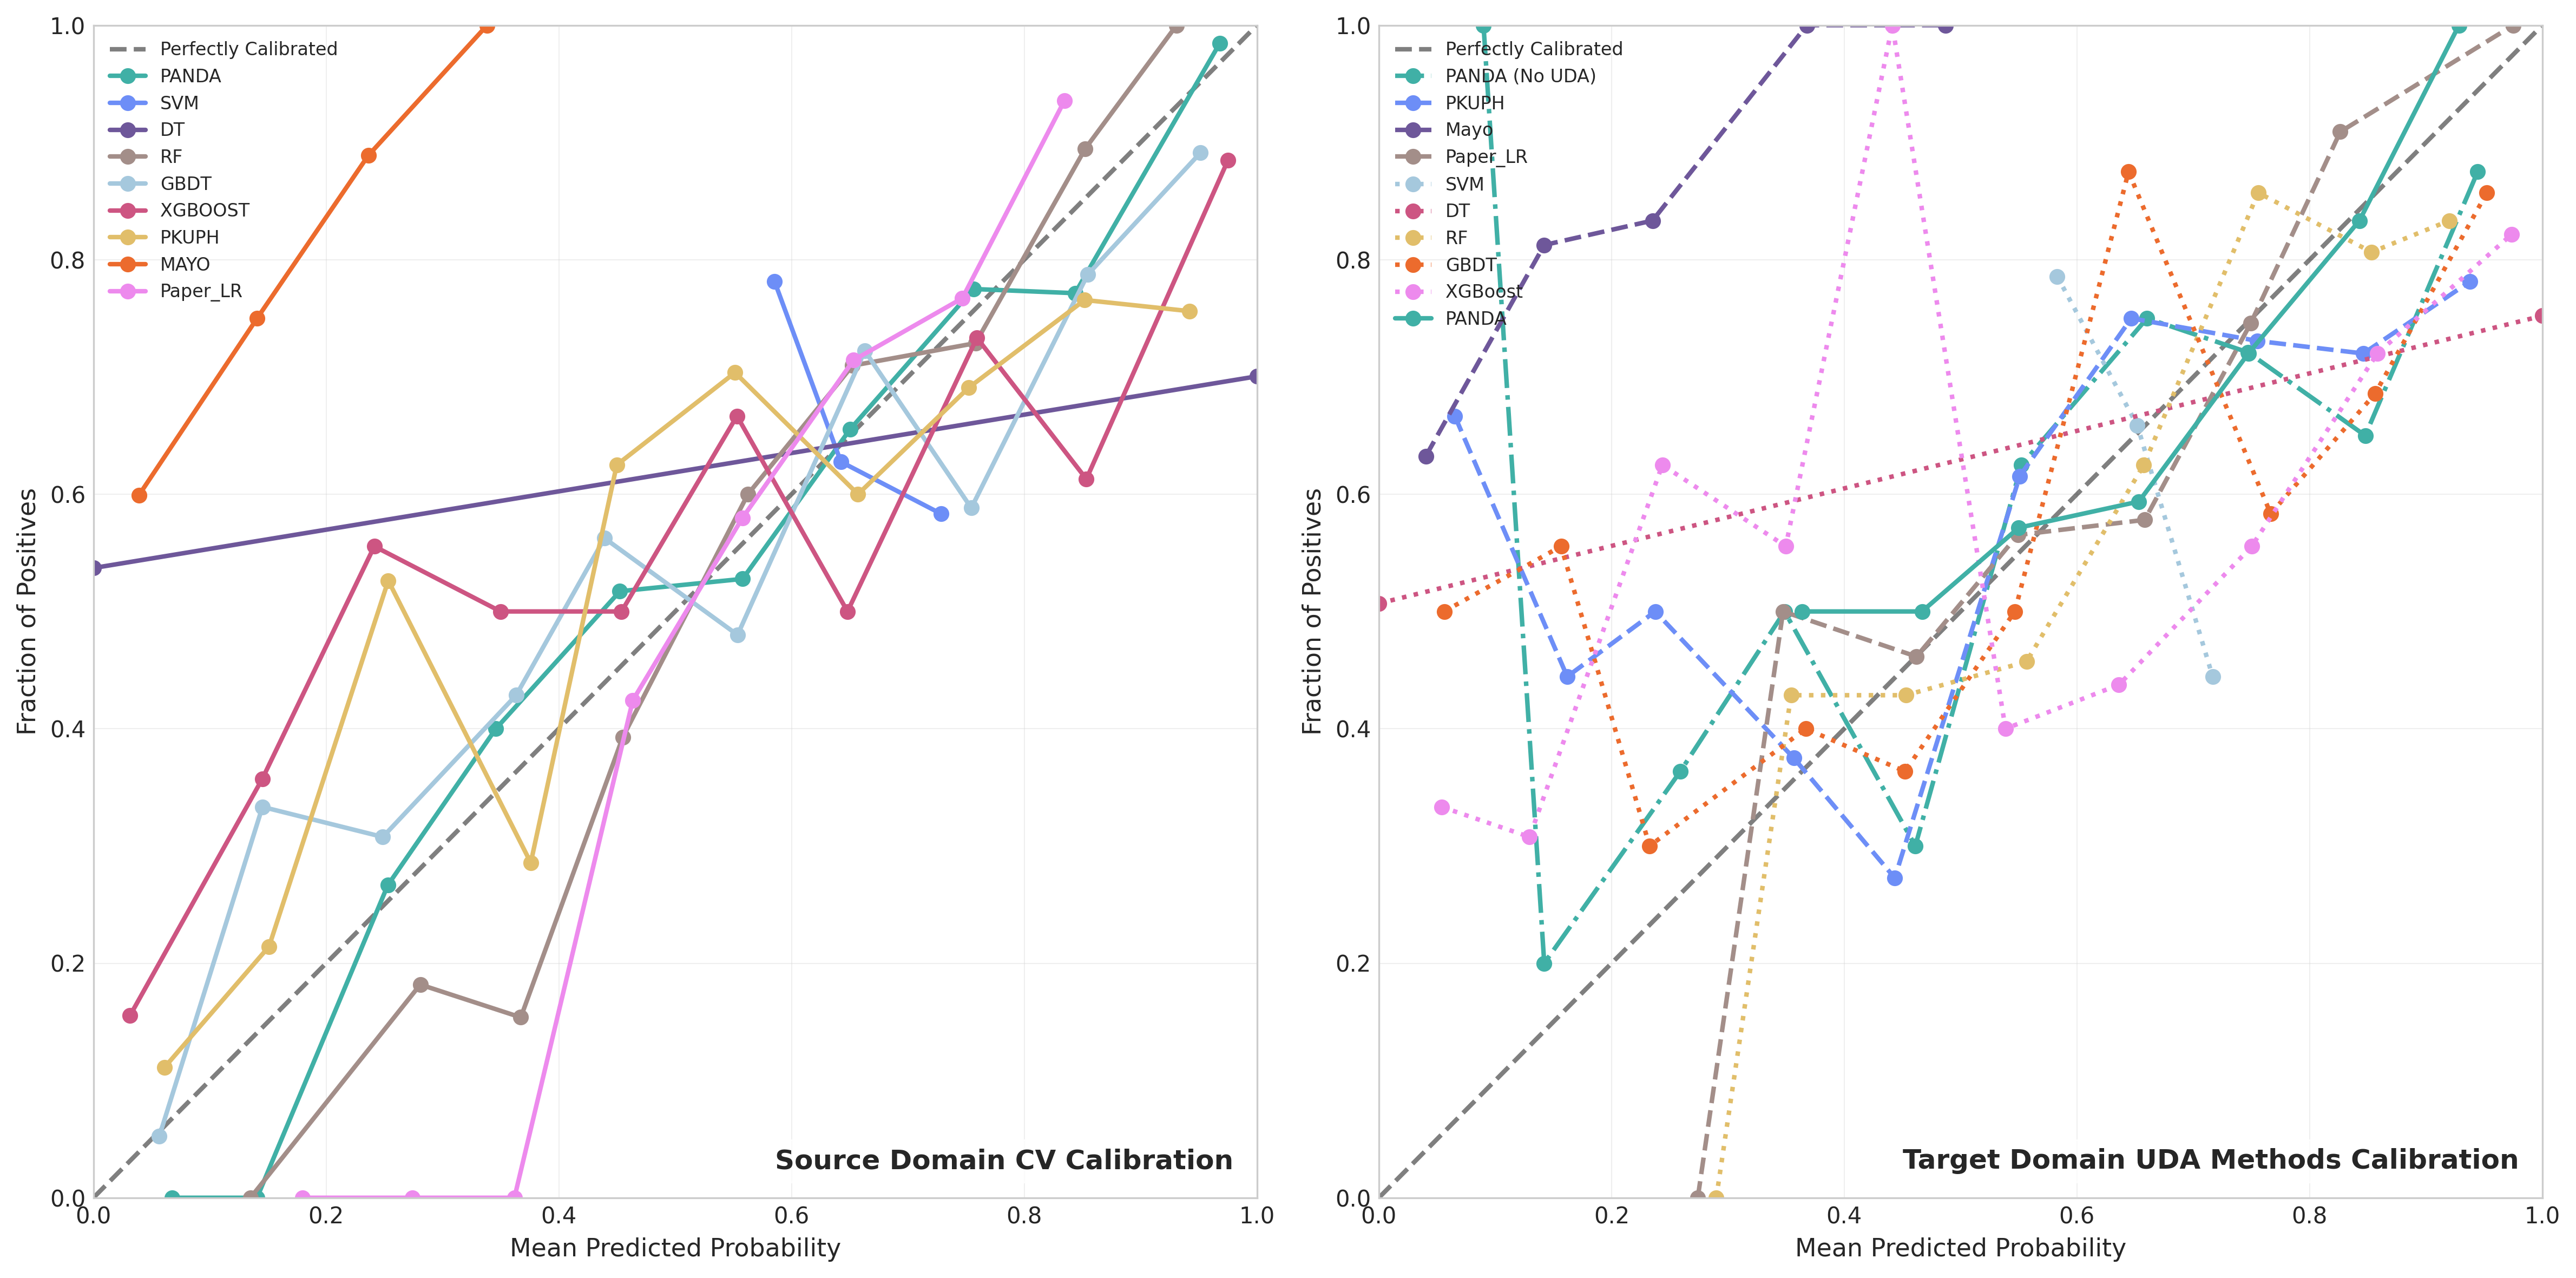 1.0
0.8
0.6
0.4
0.2
0.0
Fraction of Positives
Perfectly Calibrated
PANDA
SVM
DT
RF
GBDT
XGBOOST
PKUPH
MAYO
Paper_LR
Source Domain CV Calibration
0.0 0.2 0.4 0.6 0.8 1.0
Mean Predicted Probability
1.0
0.8
0.6
0.4
0.2
0.0
Fraction of Positives
Perfectly Calibrated
PANDA (No UDA)
PKUPH
Mayo
Paper_LR
SVM
DT
RF
GBDT
XGBoost
PANDA
Target Domain UDA Methods Calibration
0.0 0.2 0.4 0.6 0.8 1.0
Mean Predicted Probability